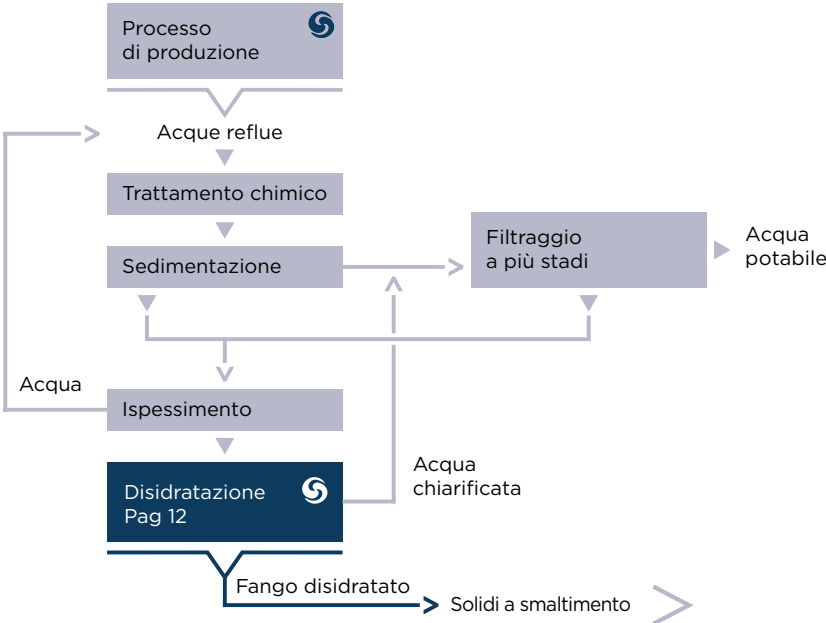 Processo
di produzione
Acque reflue
Trattamento chimico
Sedimentazione
Filtraggio
a più stadi
Acqua
potabile
Acqua
Ispessimento
Acqua
chiarificata
Disidratazione
Pag 12
Fango disidratato
Solidi a smaltimento